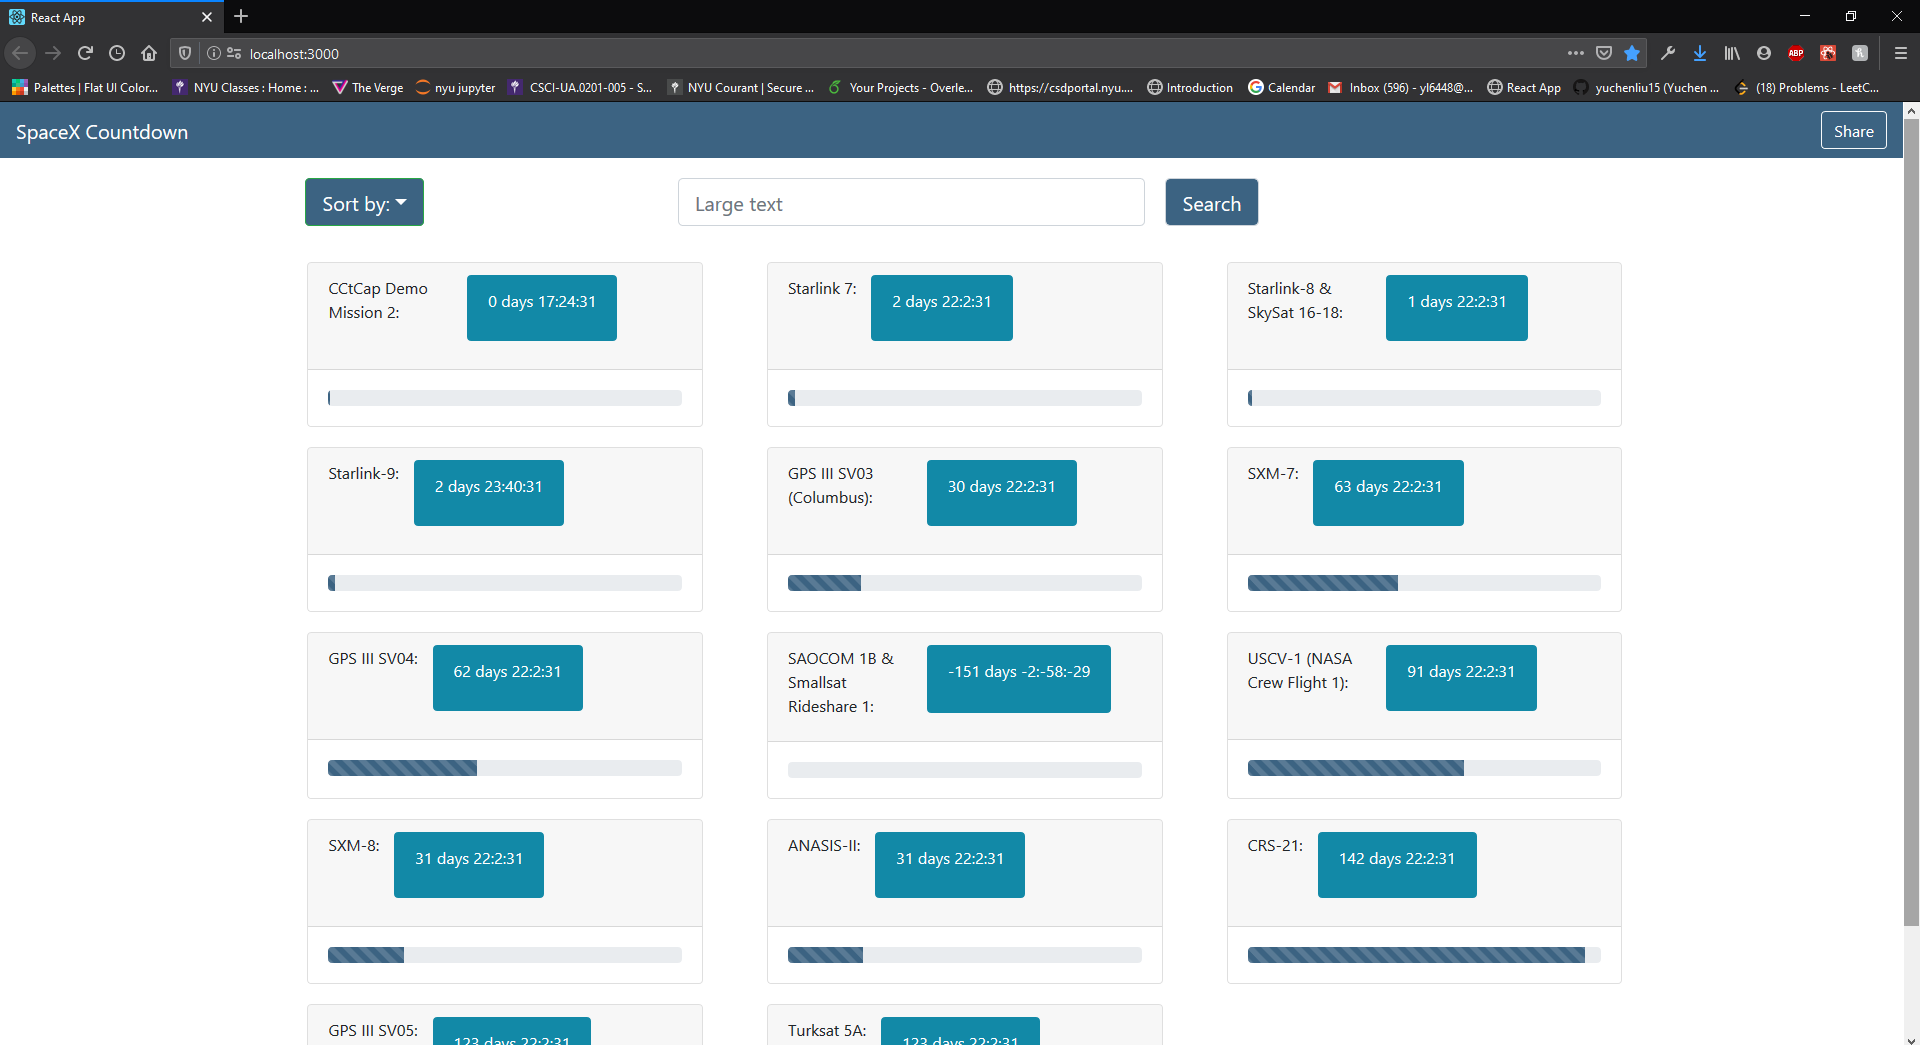 React App
localhost:3000
ABP
Palettes | Flat UI Color...
NYU Classes : Home : ...
The Verge
nyu jupyter
CSCI-UA.0201-005 - S...
NYU Courant | Secure ...
Your Projects - Overle...
https://csdportal.nyu....
Introduction
Calendar
Inbox (596) - yl6448@...
React App
yuchenliu15 (Yuchen ...
(18) Problems - LeetC...
SpaceX Countdown
Share
Sort by:
Large text
Search
CCtCap Demo
Mission 2:
0 days 17:24:31
Starlink 7:
2 days 22:2:31
Starlink-8 &
SkySat 16-18:
1 days 22:2:31
Starlink-9:
2 days 23:40:31
GPS III SV03
(Columbus):
30 days 22:2:31
SXM-7:
63 days 22:2:31
GPS III SV04:
62 days 22:2:31
SAOCOM 1B &
Smallsat
Rideshare 1:
-151 days -2:-58:-29
USCV-1 (NASA
Crew Flight 1):
91 days 22:2:31
SXM-8:
31 days 22:2:31
ANASIS-II:
31 days 22:2:31
CRS-21:
142 days 22:2:31
GPS III SV05:
123 days 22:2:31
Turksat 5A:
123 days 22:2:31